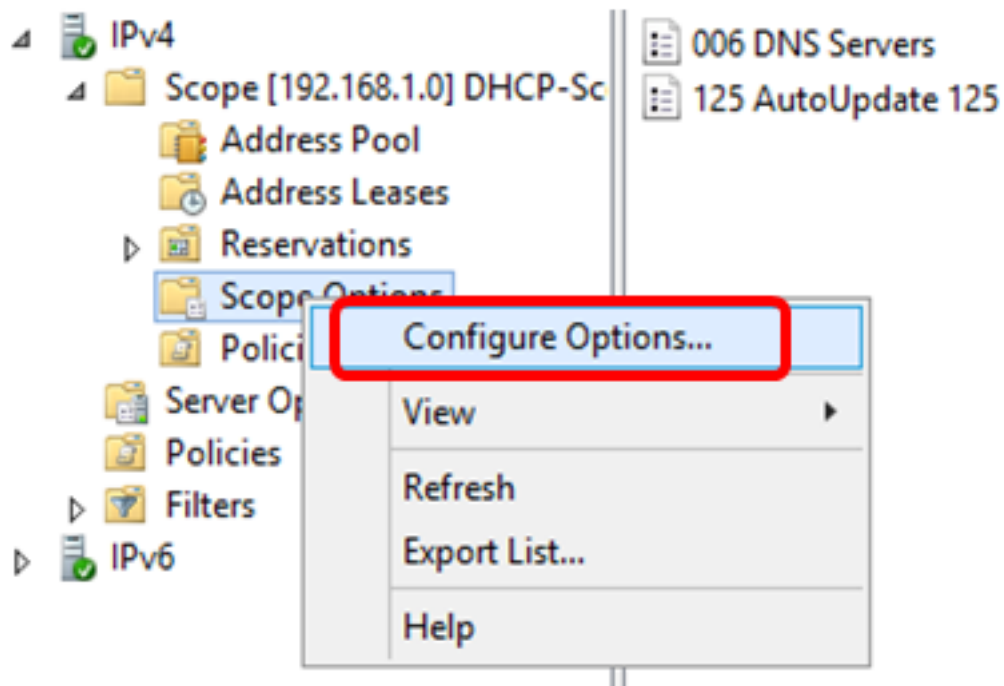 IPv4
Scope [192.168.1.0] DHCP-Sc
Address Pool
Address Leases
Reservations
Scope Options
Polici
Server Op
Policies
Filters
IPv6
006 DNS Servers
125 AutoUpdate 125
Configure Options...
View
Refresh
Export List...
Help